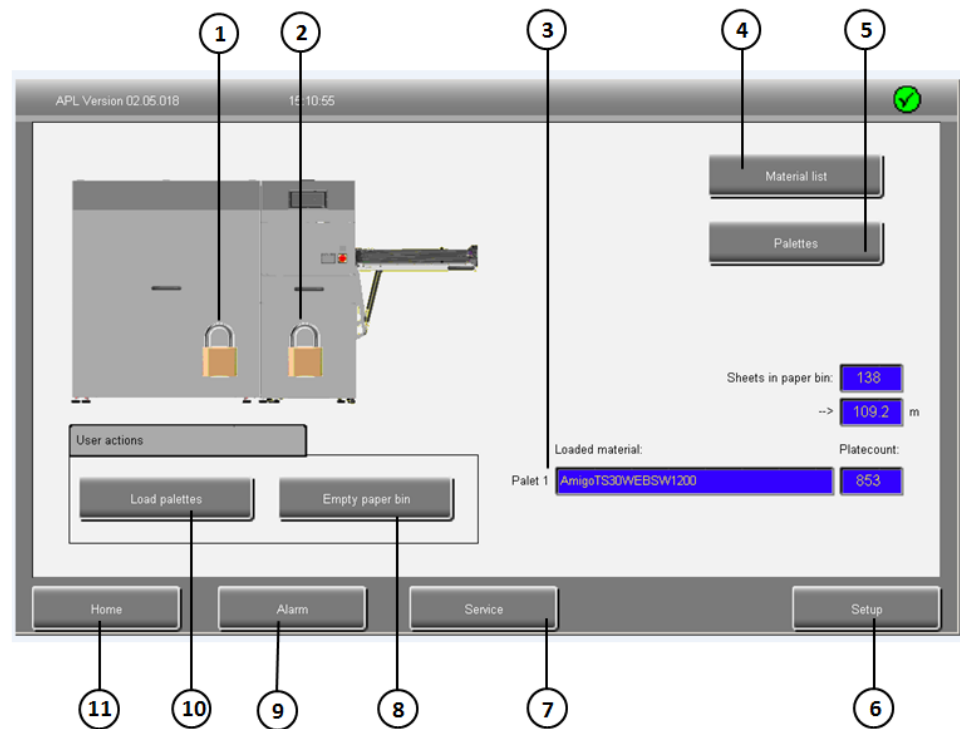 1 2 3 4 5
APL Version 02.05.018 15:10:55
Material list
Palettes
Sheets in paper bin: 138
--> 109.2 m
User actions
Loaded material: Platecount:
Palet 1 AmigoTS30WEBSW1200 853
Load palettes Empty paper bin
Home Alarm Service Setup
11 10 9 8 7 6